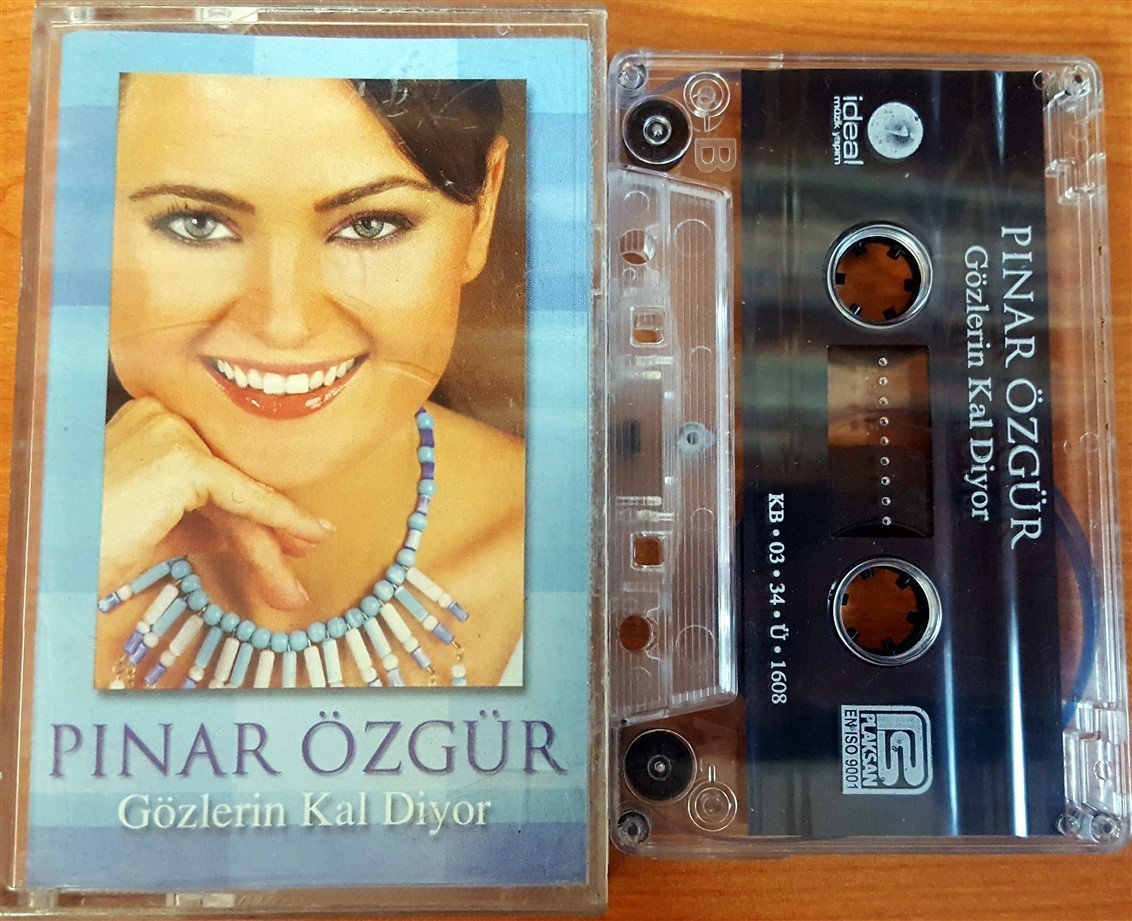 PINAR ÖZGÜR
Gözlerin Kal Diyor
ideal
müzik yapım
PINAR ÖZGÜR
Gözlerin Kal Diyor
KB • 03 • 34 • Ü • 1608
PLAKSAN
EN ISO 9001
B